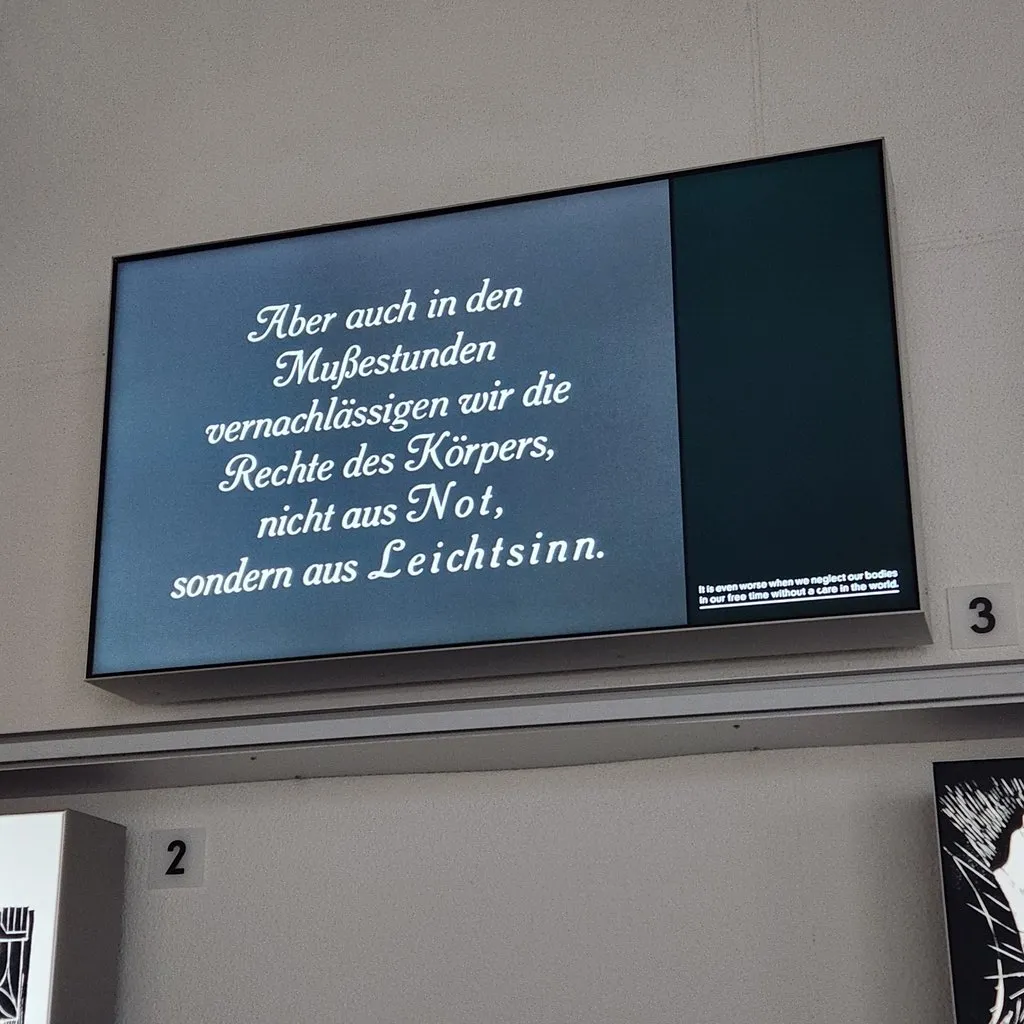 Aber auch in den
Mußestunden
vernachlässigen wir die
Rechte des Körpers,
nicht aus Not,
sondern aus Leichtsinn.
It is even worse when we neglect our bodies
in our free time without a care in the world.
3
2